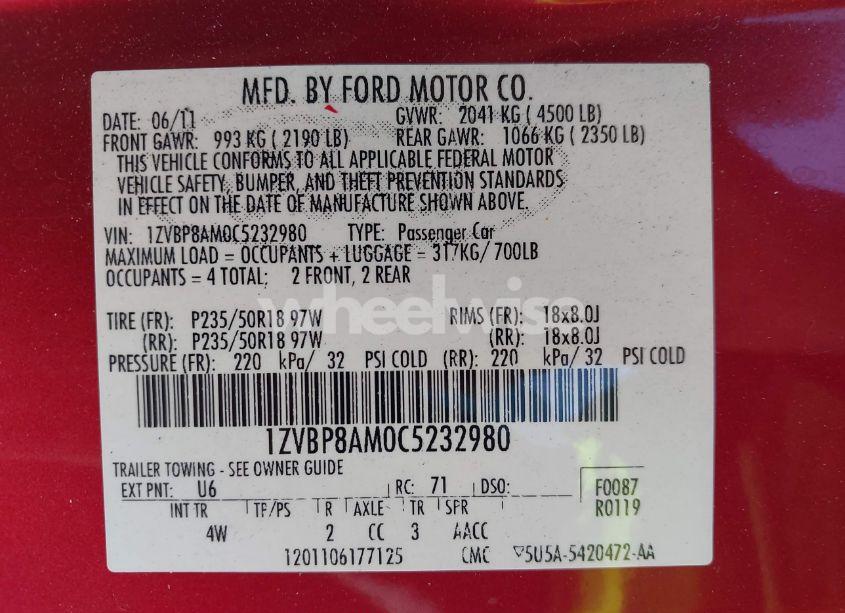 MFD. BY FORD MOTOR CO.
DATE: 06/11 GVWR: 2041 KG ( 4500 LB)
FRONT GAWR: 993 KG ( 2190 LB) REAR GAWR: 1066 KG ( 2350 LB)
THIS VEHICLE CONFORMS TO ALL APPLICABLE FEDERAL MOTOR
VEHICLE SAFETY, BUMPER, AND THEFT PREVENTION STANDARDS
IN EFFECT ON THE DATE OF MANUFACTURE SHOWN ABOVE.
VIN: 1ZVBP8AM0C5232980 TYPE: Passenger Car
MAXIMUM LOAD = OCCUPANTS + LUGGAGE = 317KG/ 700LB
OCCUPANTS = 4 TOTAL: 2 FRONT, 2 REAR
wheelwise
TIRE (FR): P235/50R18 97W RIMS (FR): 18x8.0J
(RR): P235/50R18 97W (RR): 18x8.0J
PRESSURE (FR): 220 kPa/ 32 PSI COLD (RR): 220 kPa/ 32 PSI COLD
1ZVBP8AM0C5232980
TRAILER TOWING - SEE OWNER GUIDE
EXT PNT: U6 RC: 71 DSO: F0087
INT TR TP/PS R AXLE TR SPR R0119
4W 2 CC 3 AACC
1201106177125 CMC 5U5A-5420472-AA